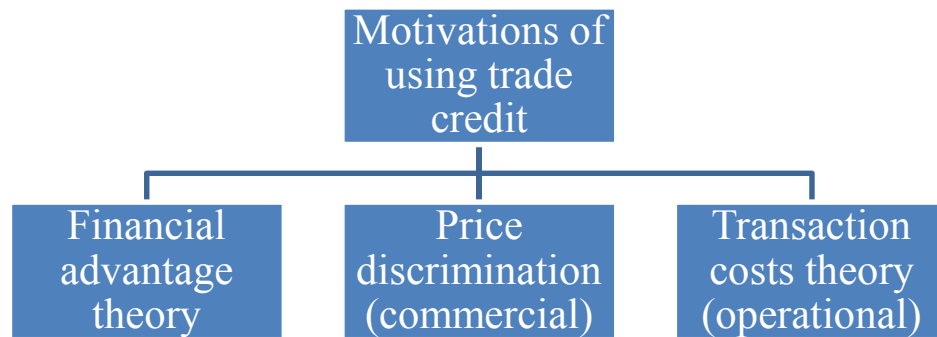 Motivations of
using trade
credit
Financial
advantage
theory
Price
discrimination
(commercial)
Transaction
costs theory
(operational)